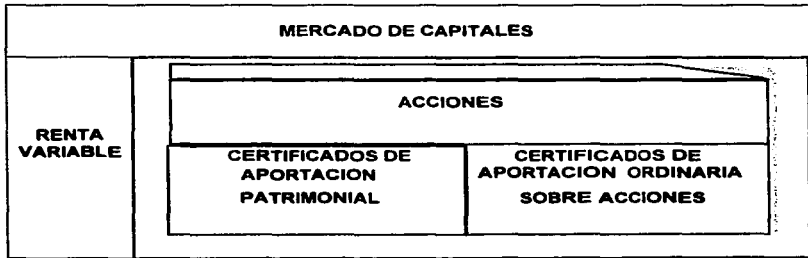 MERCADO DE CAPITALES
RENTA
VARIABLE
ACCIONES
CERTIFICADOS DE
APORTACION
PATRIMONIAL
CERTIFICADOS DE
APORTACION ORDINARIA
SOBRE ACCIONES